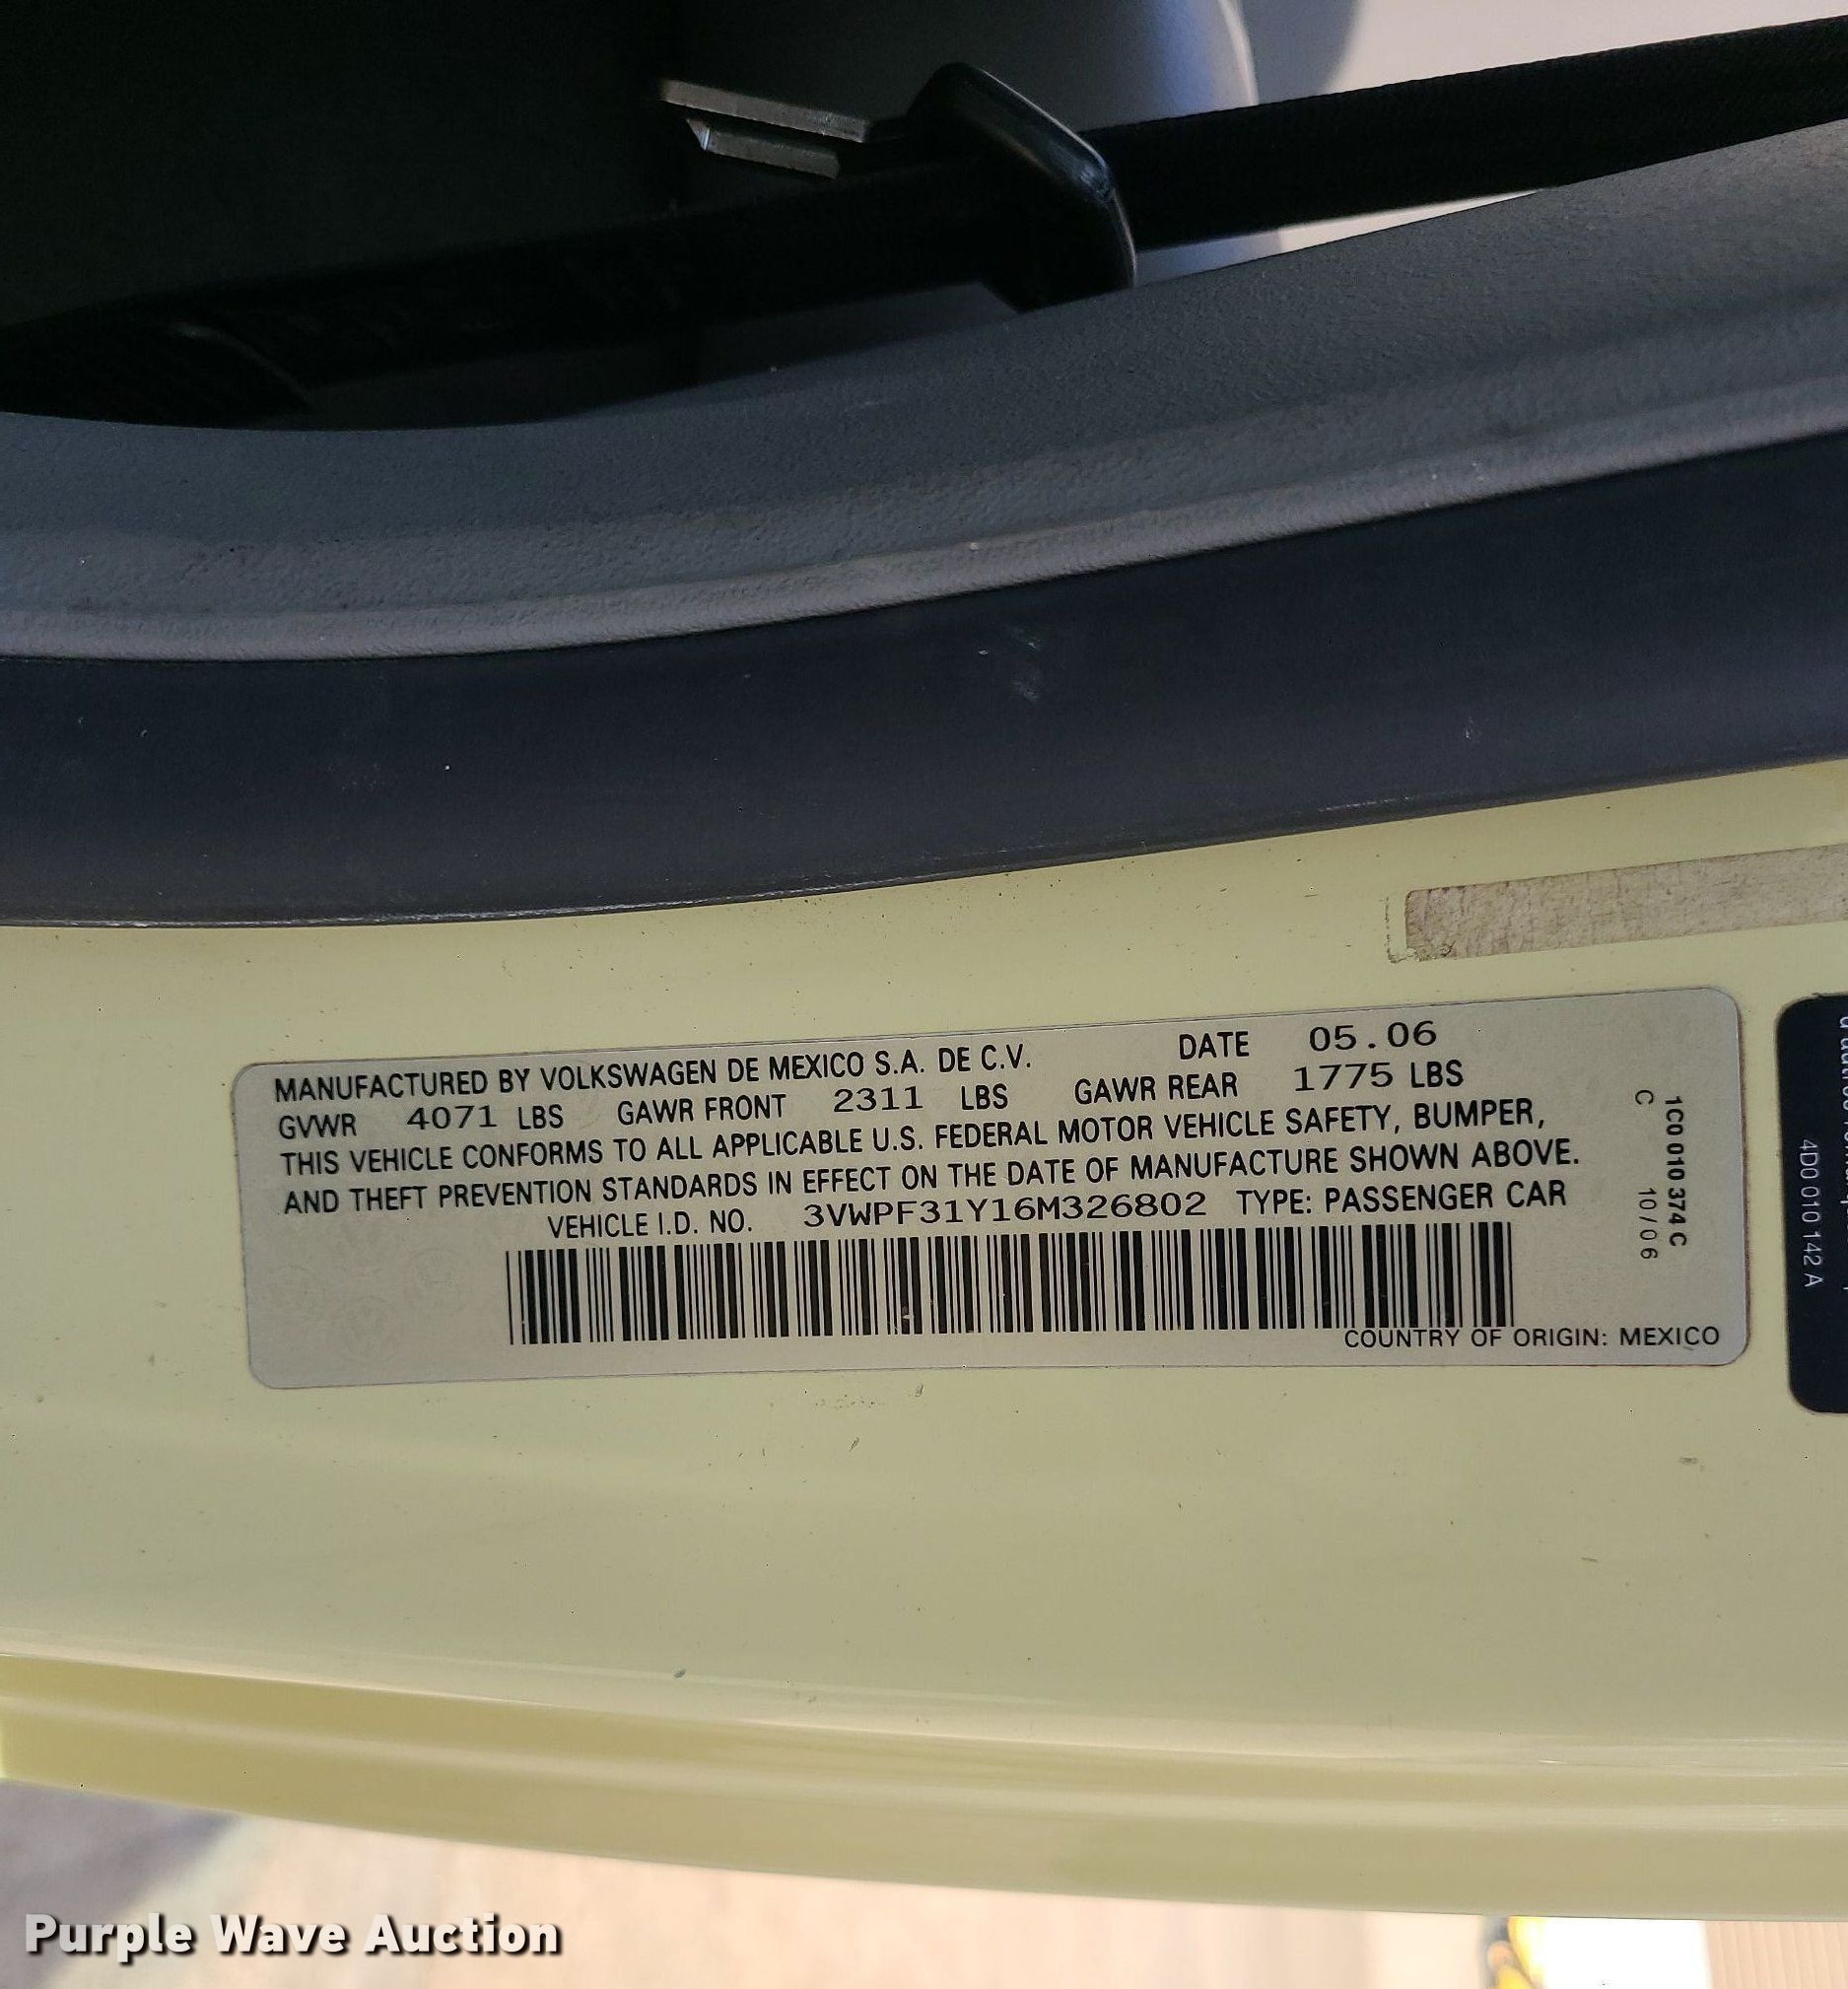 MANUFACTURED BY VOLKSWAGEN DE MEXICO S.A. DE C.V. DATE 05.06
GVWR 4071 LBS GAWR FRONT 2311 LBS GAWR REAR 1775 LBS
THIS VEHICLE CONFORMS TO ALL APPLICABLE U.S. FEDERAL MOTOR VEHICLE SAFETY, BUMPER,
AND THEFT PREVENTION STANDARDS IN EFFECT ON THE DATE OF MANUFACTURE SHOWN ABOVE.
VEHICLE I.D. NO. 3VWPF31Y16M326802 TYPE: PASSENGER CAR
COUNTRY OF ORIGIN: MEXICO
1C0 010 374 C
C 10/06
4D0 010 142 A
Purple Wave Auction